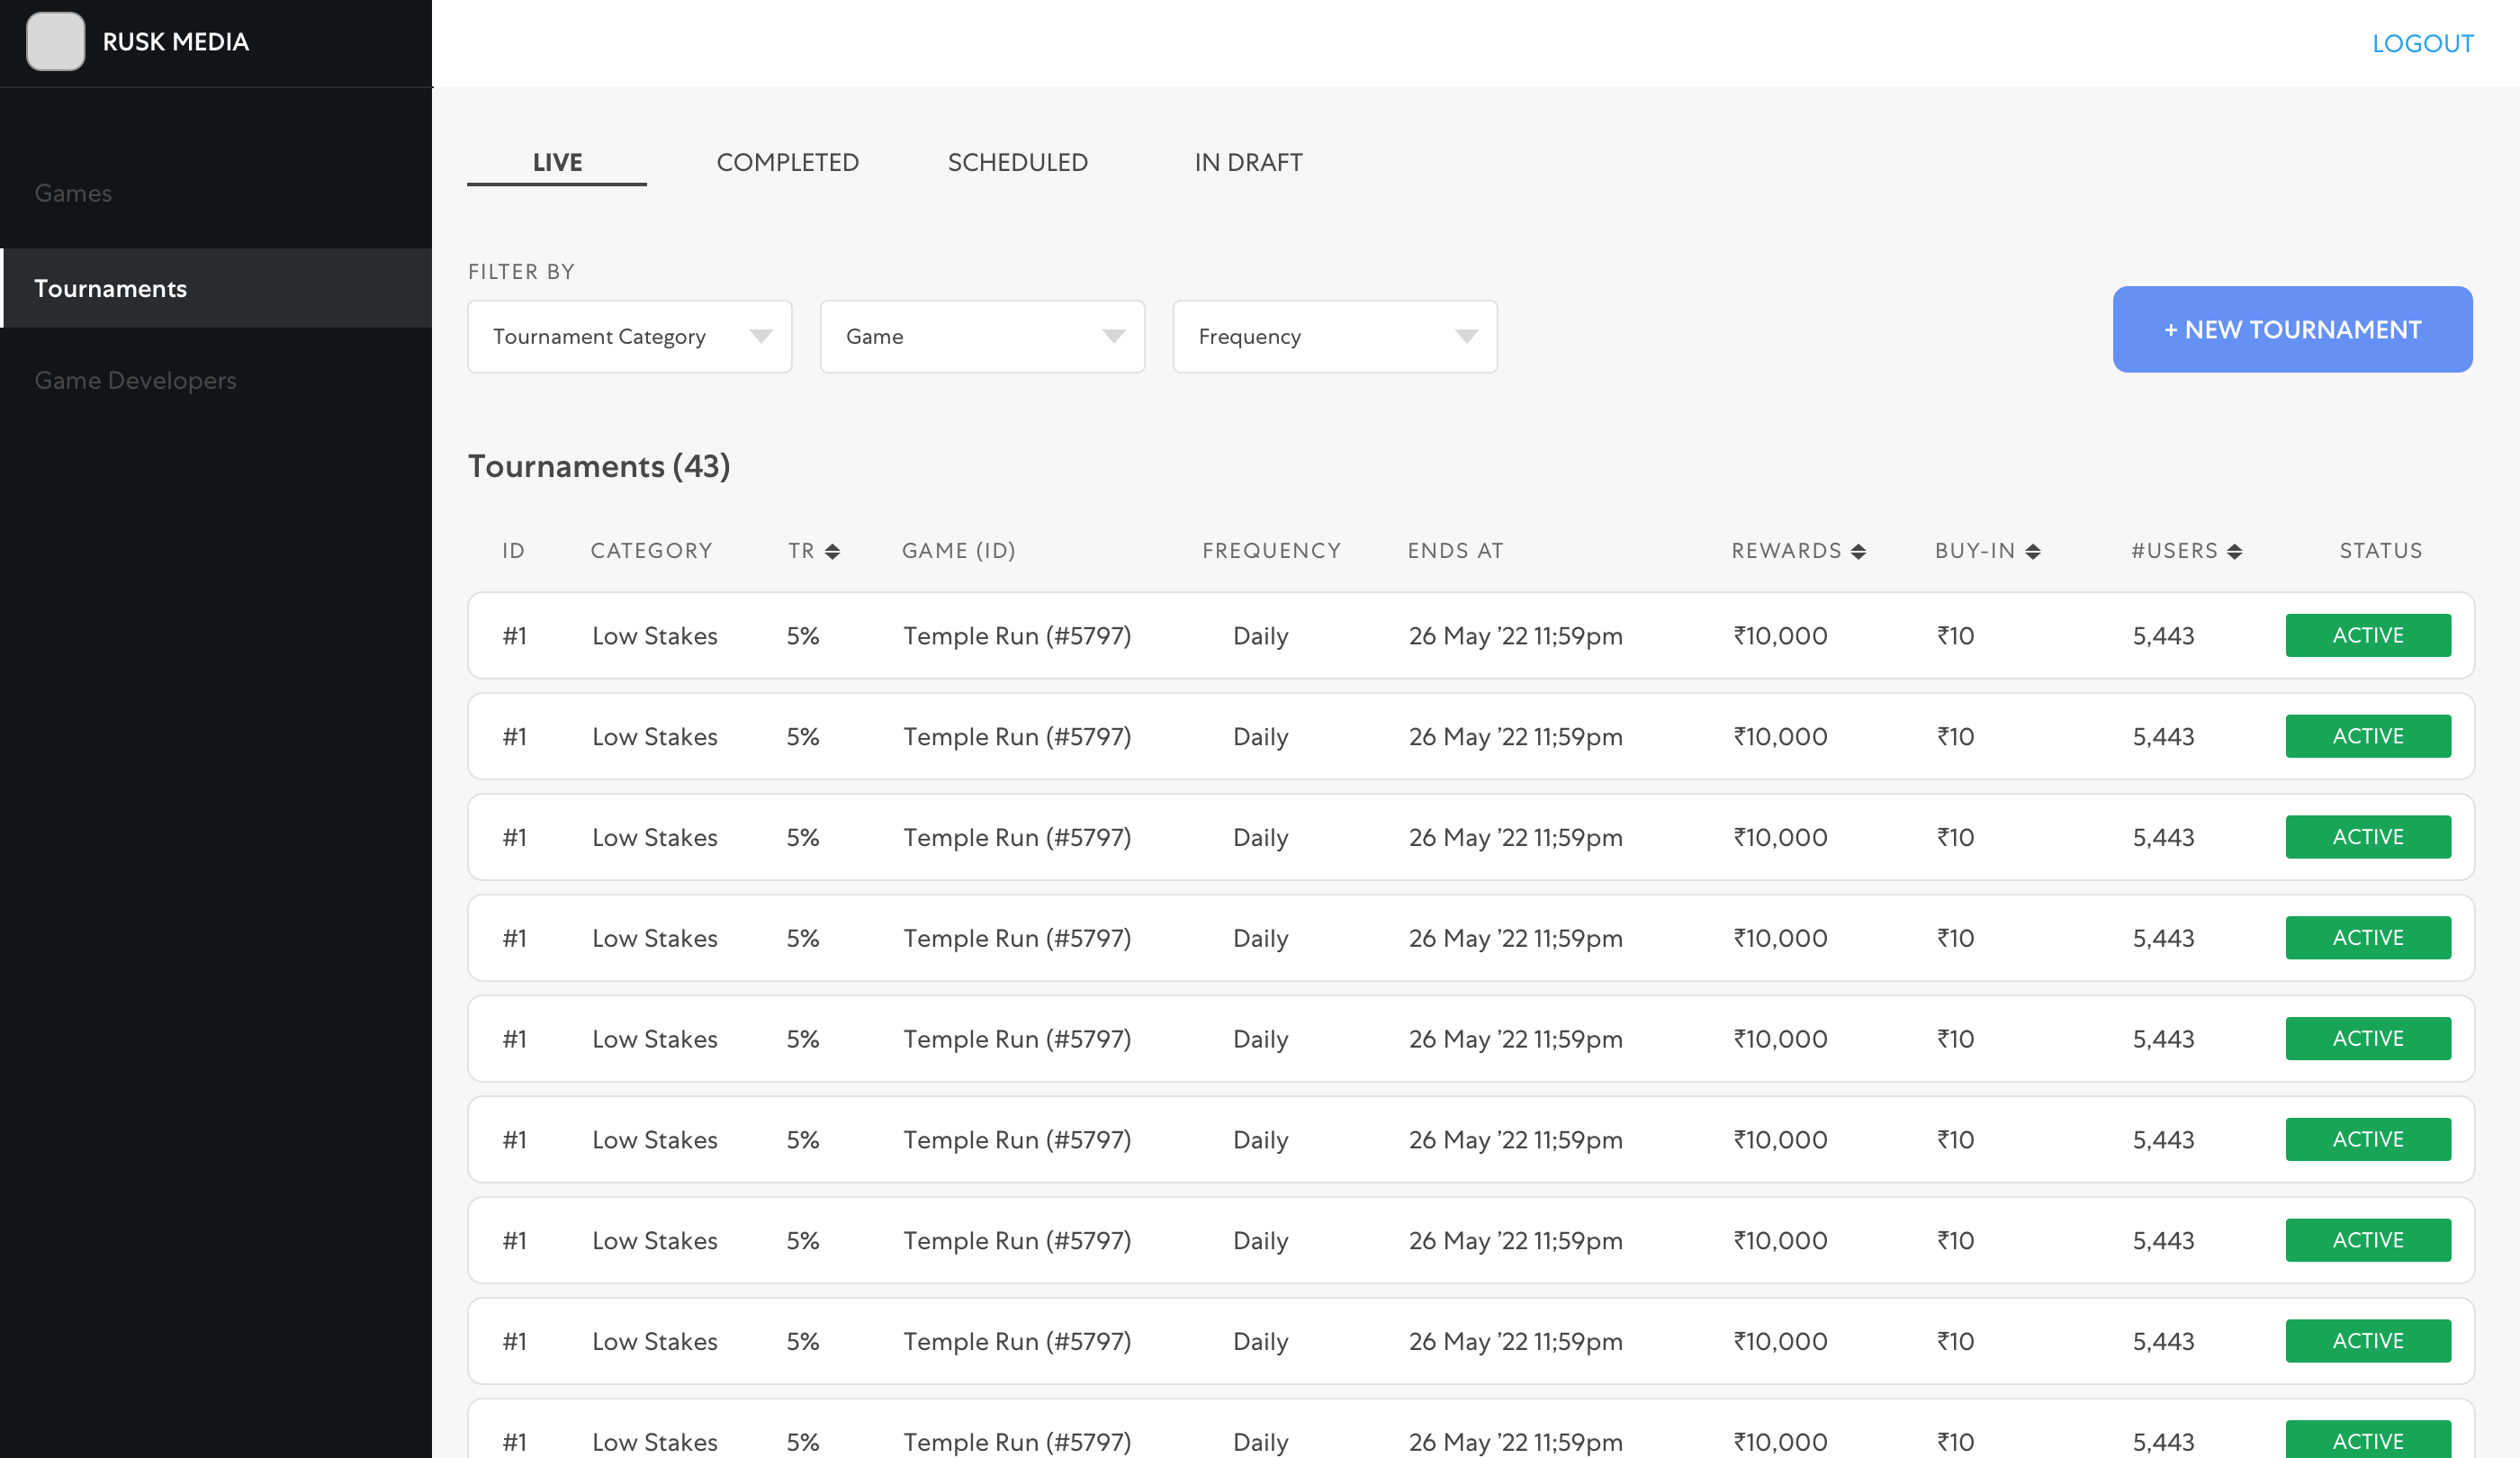 RUSK MEDIA
LOGOUT
Games
Tournaments
Game Developers
LIVE COMPLETED SCHEDULED IN DRAFT
FILTER BY
Tournament Category Game Frequency
+ NEW TOURNAMENT
Tournaments (43)
ID CATEGORY TR GAME (ID) FREQUENCY ENDS AT REWARDS BUY-IN #USERS STATUS
#1 Low Stakes 5% Temple Run (#5797) Daily 26 May ’22 11;59pm ₹10,000 ₹10 5,443 ACTIVE
#1 Low Stakes 5% Temple Run (#5797) Daily 26 May ’22 11;59pm ₹10,000 ₹10 5,443 ACTIVE
#1 Low Stakes 5% Temple Run (#5797) Daily 26 May ’22 11;59pm ₹10,000 ₹10 5,443 ACTIVE
#1 Low Stakes 5% Temple Run (#5797) Daily 26 May ’22 11;59pm ₹10,000 ₹10 5,443 ACTIVE
#1 Low Stakes 5% Temple Run (#5797) Daily 26 May ’22 11;59pm ₹10,000 ₹10 5,443 ACTIVE
#1 Low Stakes 5% Temple Run (#5797) Daily 26 May ’22 11;59pm ₹10,000 ₹10 5,443 ACTIVE
#1 Low Stakes 5% Temple Run (#5797) Daily 26 May ’22 11;59pm ₹10,000 ₹10 5,443 ACTIVE
#1 Low Stakes 5% Temple Run (#5797) Daily 26 May ’22 11;59pm ₹10,000 ₹10 5,443 ACTIVE
#1 Low Stakes 5% Temple Run (#5797) Daily 26 May ’22 11;59pm ₹10,000 ₹10 5,443 ACTIVE